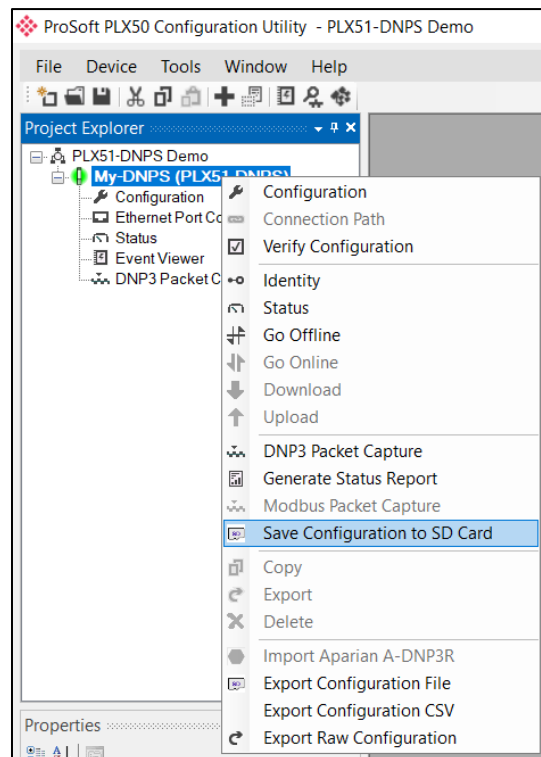 ProSoft PLX50 Configuration Utility - PLX51-DNPS Demo
File Device Tools Window Help
Project Explorer
PLX51-DNPS Demo
My-DNPS (PLX51-DNPS)
Configuration
Ethernet Port Co
Status
Event Viewer
DNP3 Packet C
Configuration
Connection Path
Verify Configuration
Identity
Status
Go Offline
Go Online
Download
Upload
DNP3 Packet Capture
Generate Status Report
Modbus Packet Capture
Save Configuration to SD Card
Copy
Export
Delete
Import Aparian A-DNP3R
Export Configuration File
Export Configuration CSV
Export Raw Configuration
Properties